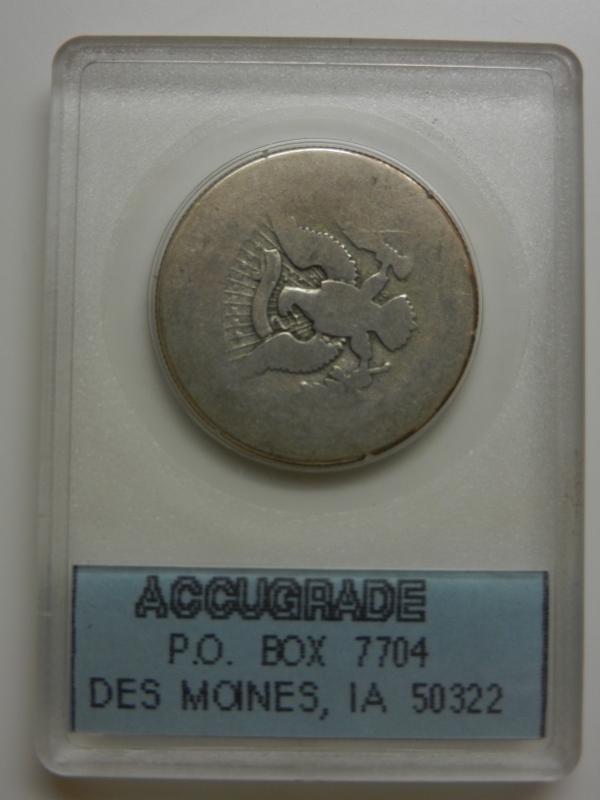 ACCUGRADE
P.O. BOX 7704
DES MOINES, IA 50322